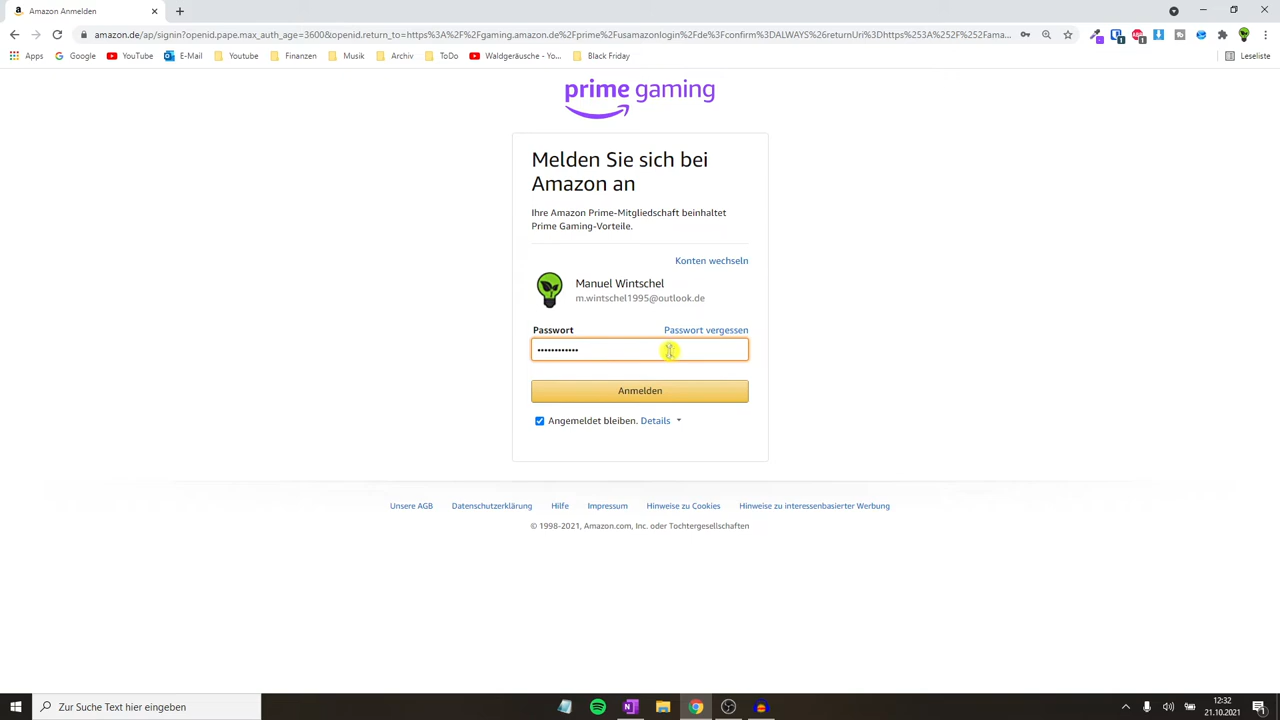 Amazon Anmelden
amazon.de/ap/signin?openid.pape.max_auth_age=3600&openid.return_to=https%3A%2F%2Fgaming.amazon.de%2Fprime%2Fusamazonlogin%2Fde%2Fconfirm%3DALWAYS%26returnUri%3Dhttps%253A%252F%252Fama...
Apps Google YouTube E-Mail Youtube Finanzen Musik Archiv ToDo Waldgeräusche - Yo... Black Friday Leseliste
prime gaming
Melden Sie sich bei
Amazon an
Ihre Amazon Prime-Mitgliedschaft beinhaltet
Prime Gaming-Vorteile.
Konten wechseln
Manuel Wintschel
m.wintschel1995@outlook.de
Passwort Passwort vergessen
••••••••••••
Anmelden
Angemeldet bleiben. Details
Unsere AGB Datenschutzerklärung Hilfe Impressum Hinweise zu Cookies Hinweise zu interessenbasierter Werbung
© 1998-2021, Amazon.com, Inc. oder Tochtergesellschaften
Zur Suche Text hier eingeben
12:32
21.10.2021